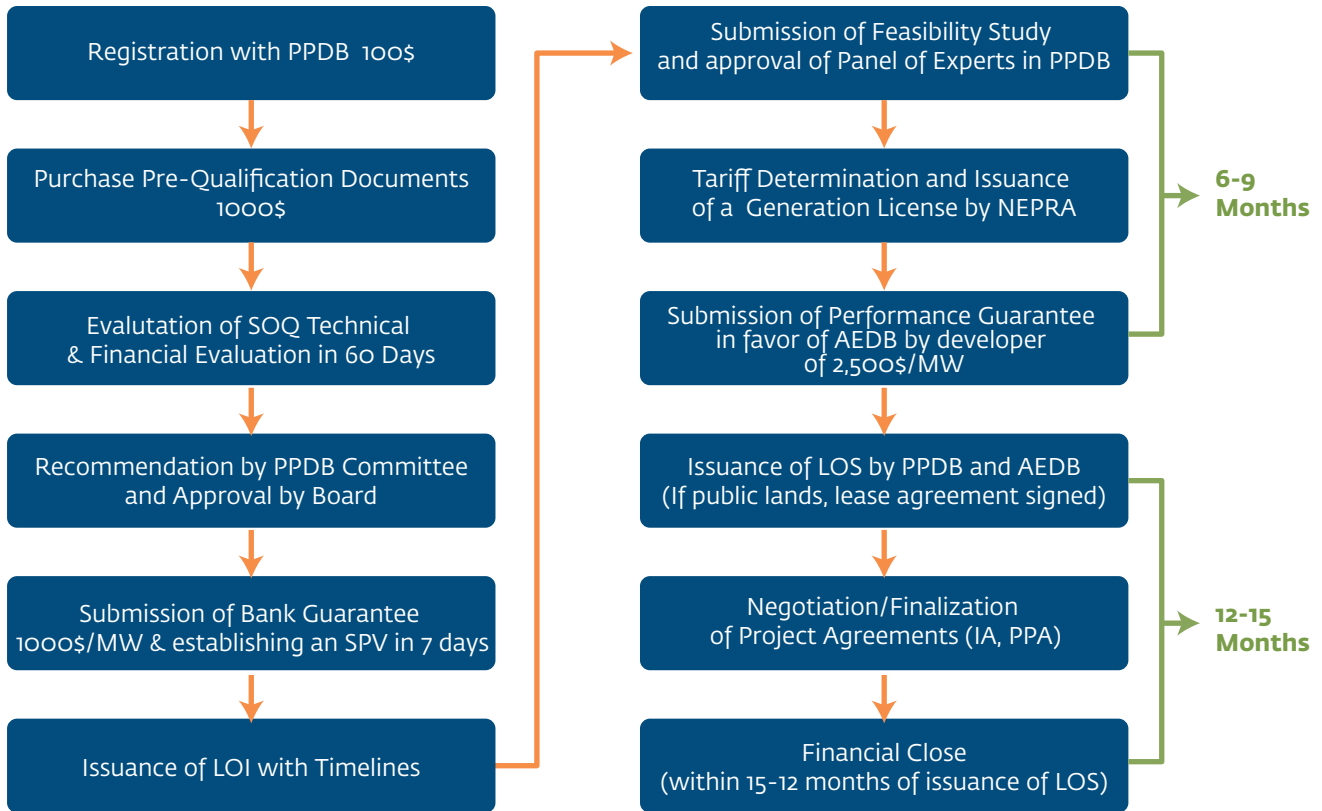 Registration with PPDB 100$
Purchase Pre-Qualification Documents
1000$
Evalutation of SOQ Technical
& Financial Evaluation in 60 Days
Recommendation by PPDB Committee
and Approval by Board
Submission of Bank Guarantee
1000$/MW & establishing an SPV in 7 days
Issuance of LOI with Timelines
Submission of Feasibility Study
and approval of Panel of Experts in PPDB
Tariff Determination and Issuance
of a Generation License by NEPRA
Submission of Performance Guarantee
in favor of AEDB by developer
of 2,500$/MW
6-9
Months
Issuance of LOS by PPDB and AEDB
(If public lands, lease agreement signed)
Negotiation/Finalization
of Project Agreements (IA, PPA)
Financial Close
(within 15-12 months of issuance of LOS)
12-15
Months